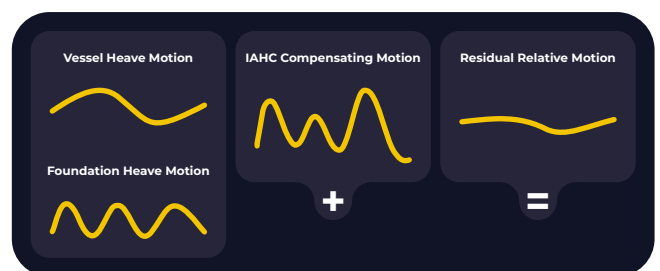 Vessel Heave Motion
IAHC Compensating Motion
Residual Relative Motion
Foundation Heave Motion
+
=